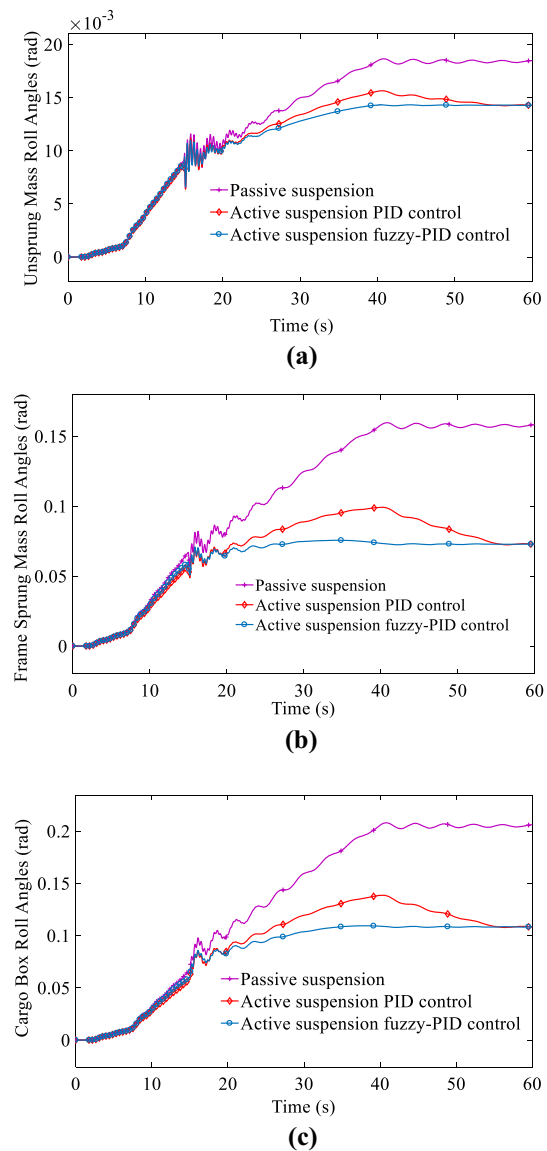 ×10⁻³
Unsprung Mass Roll Angles (rad)
20
15
10
5
0
Passive suspension
Active suspension PID control
Active suspension fuzzy-PID control
0 10 20 30 40 50 60
Time (s)
(a)
Frame Sprung Mass Roll Angles (rad)
0.15
0.1
0.05
0
Passive suspension
Active suspension PID control
Active suspension fuzzy-PID control
0 10 20 30 40 50 60
Time (s)
(b)
Cargo Box Roll Angles (rad)
0.2
0.15
0.1
0.05
0
Passive suspension
Active suspension PID control
Active suspension fuzzy-PID control
0 10 20 30 40 50 60
Time (s)
(c)